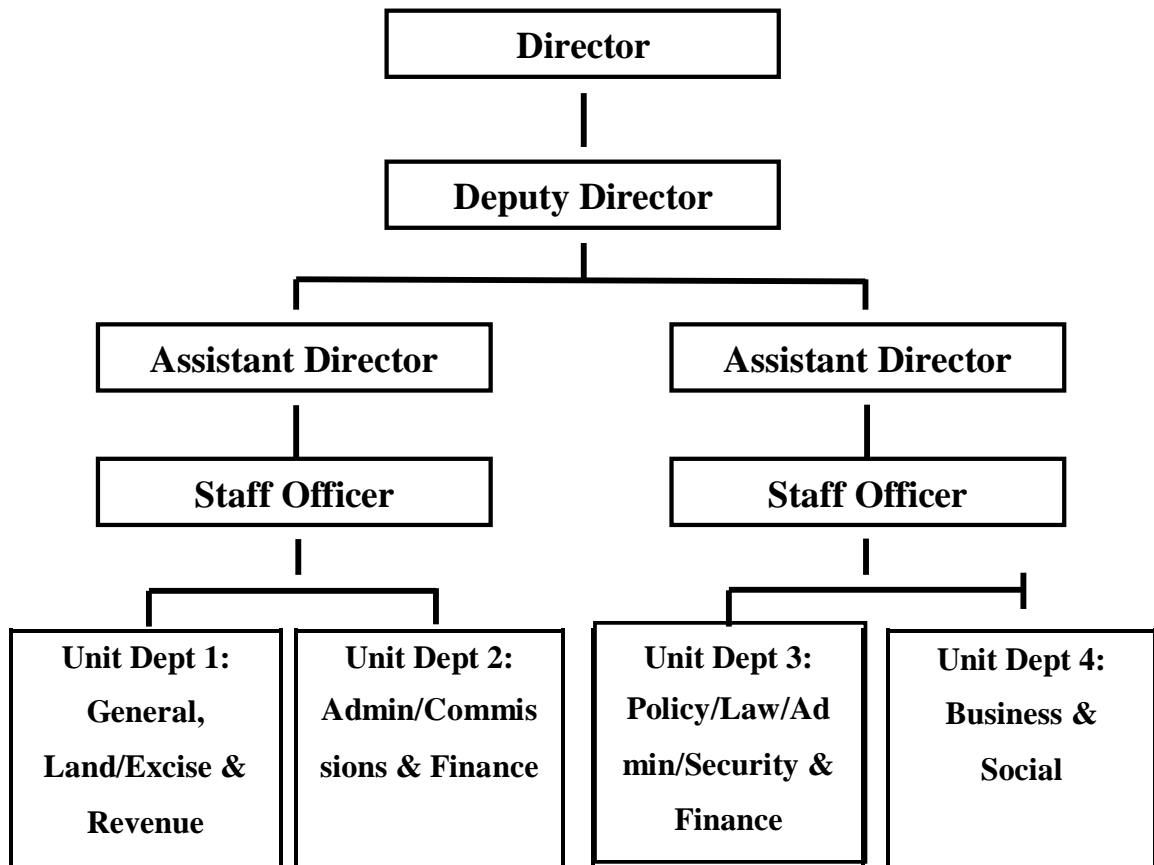 Director
Deputy Director
Assistant Director
Assistant Director
Staff Officer
Staff Officer
Unit Dept 1:
General,
Land/Excise &
Revenue
Unit Dept 2:
Admin/Commis
sions & Finance
Unit Dept 3:
Policy/Law/Ad
min/Security &
Finance
Unit Dept 4:
Business &
Social